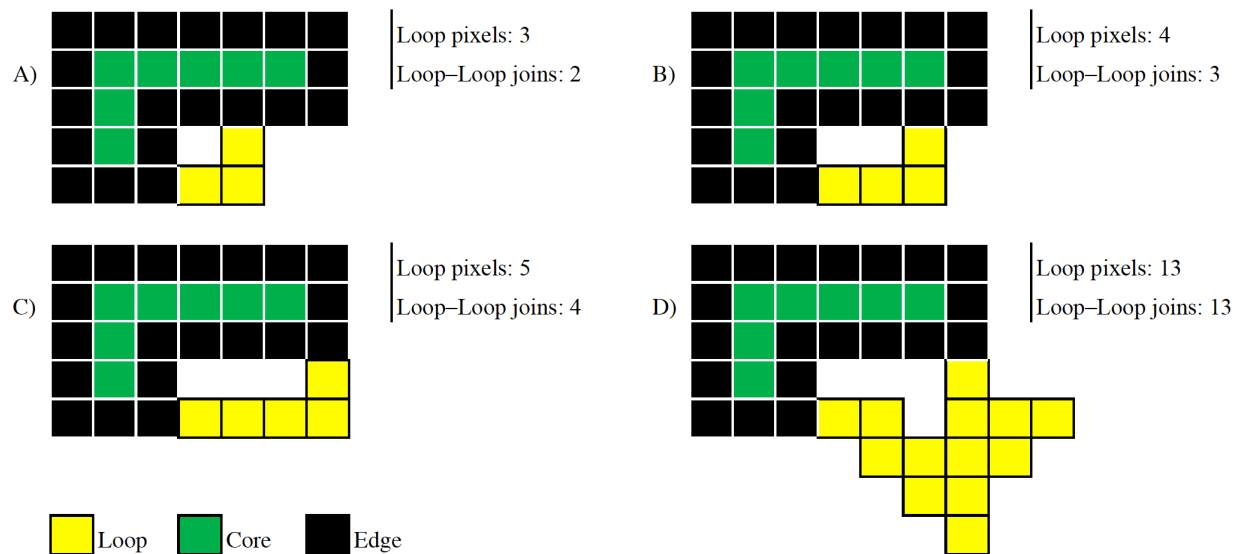 A)
Loop pixels: 3
Loop–Loop joins: 2
B)
Loop pixels: 4
Loop–Loop joins: 3
C)
Loop pixels: 5
Loop–Loop joins: 4
D)
Loop pixels: 13
Loop–Loop joins: 13
Loop Core Edge